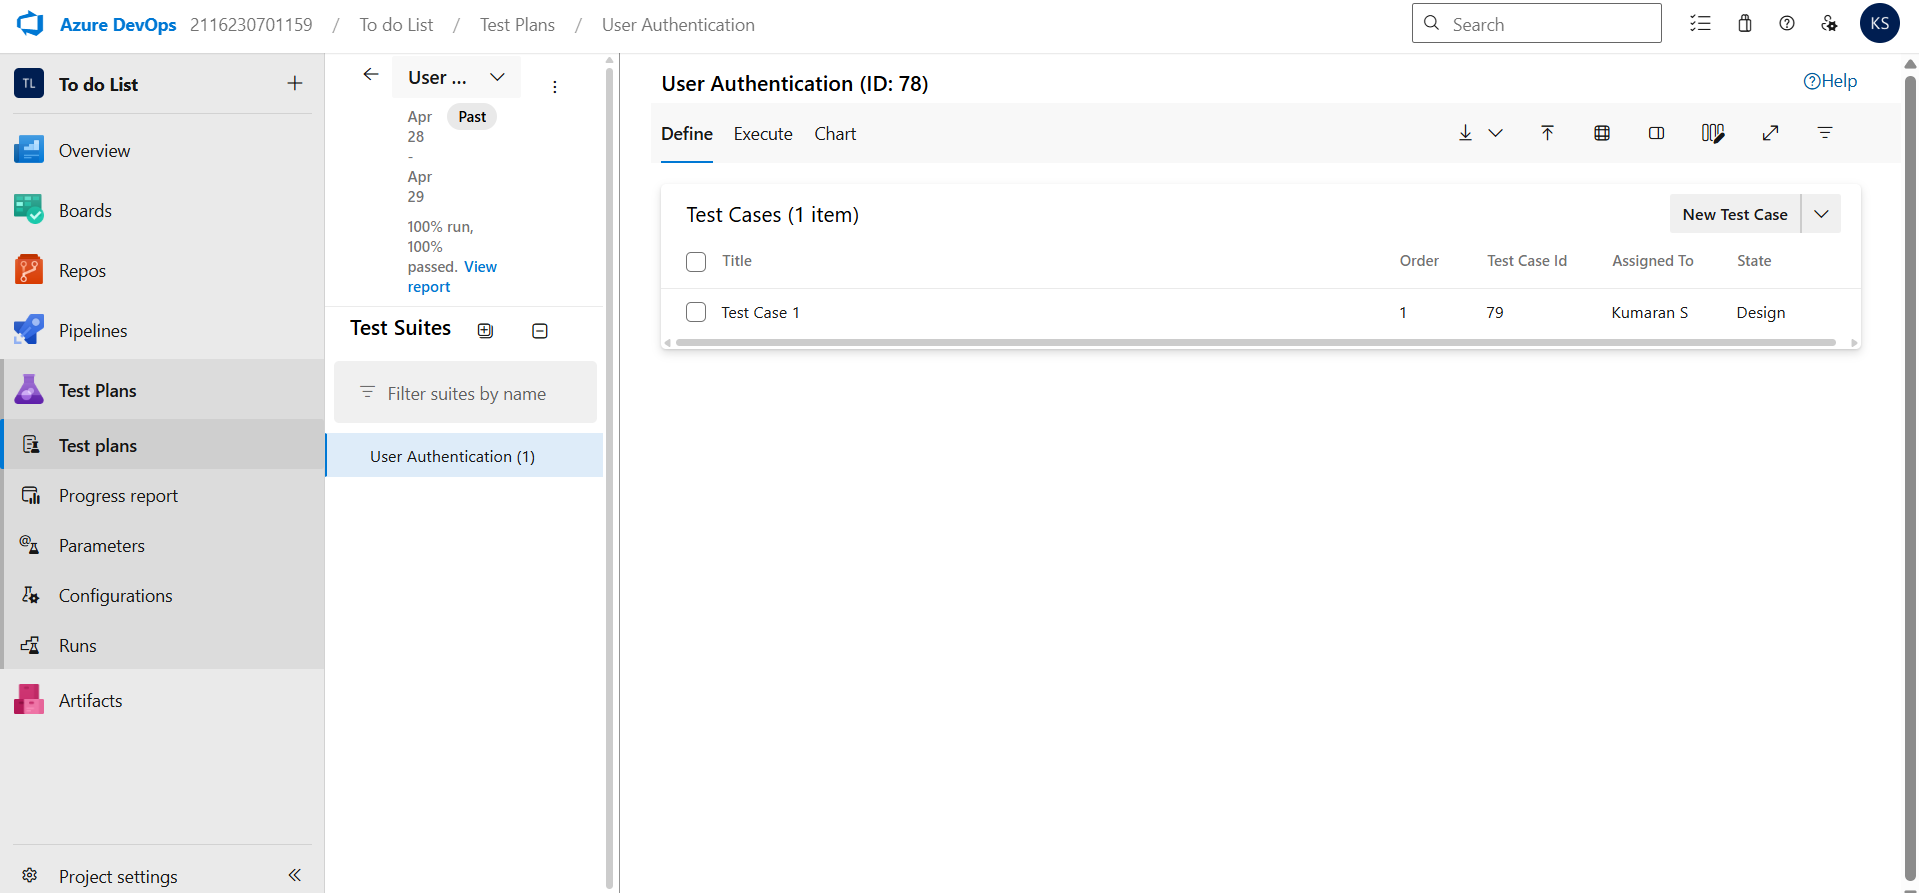 Azure DevOps 2116230701159 / To do List / Test Plans / User Authentication
Search
KS
TL To do List
Overview
Boards
Repos
Pipelines
Test Plans
Test plans
Progress report
Parameters
Configurations
Runs
Artifacts
Project settings
User ...
Apr
28
-
Apr
29
Past
100% run,
100%
passed. View
report
Test Suites
Filter suites by name
User Authentication (1)
User Authentication (ID: 78)
Help
Define Execute Chart
Test Cases (1 item)
New Test Case
Title Order Test Case Id Assigned To State
Test Case 1 1 79 Kumaran S Design